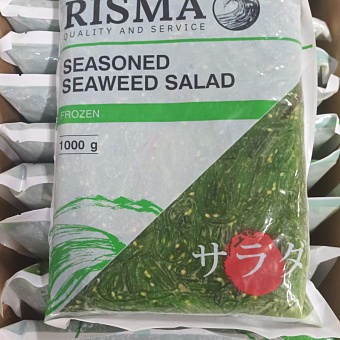 RISMA
QUALITY AND SERVICE
SEASONED
SEAWEED SALAD
FROZEN
1000 g
サラダ